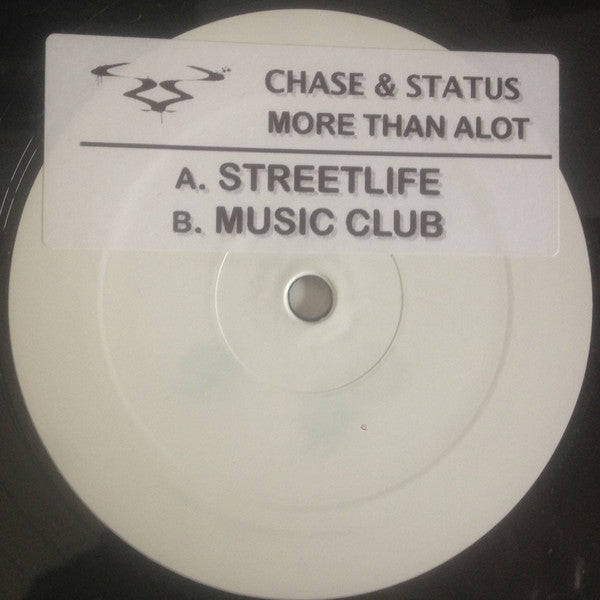 CHASE & STATUS
MORE THAN ALOT
A. STREETLIFE
B. MUSIC CLUB